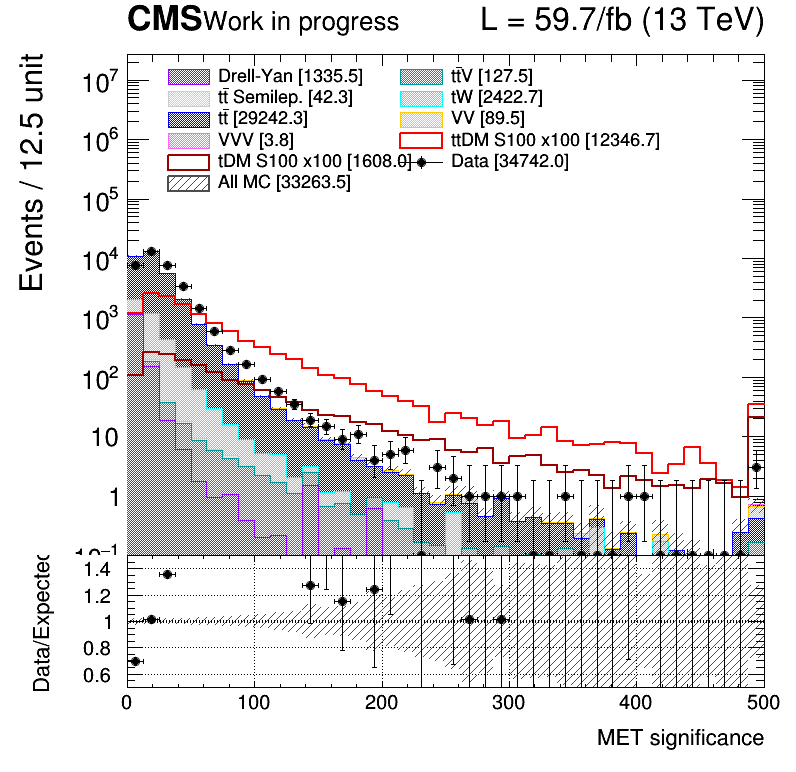 CMS Work in progress L = 59.7/fb (13 TeV)
Events / 12.5 unit
10⁷
10⁶
10⁵
10⁴
10³
10²
10
1
10⁻¹
Drell-Yan [1335.5]
tt̄ Semilep. [42.3]
tt̄ [29242.3]
VVV [3.8]
tDM S100 x100 [1608.0]
All MC [33263.5]
tt̄V [127.5]
tW [2422.7]
VV [89.5]
ttDM S100 x100 [12346.7]
Data [34742.0]
Data/Expected
1.4
1.2
1
0.8
0.6
0 100 200 300 400 500
MET significance